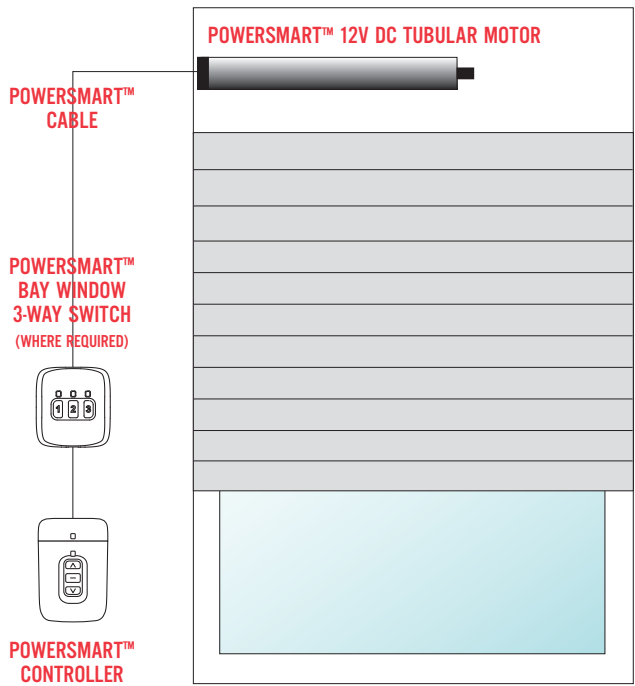 POWERSMART™ 12V DC TUBULAR MOTOR
POWERSMART™
CABLE
POWERSMART™
BAY WINDOW
3-WAY SWITCH
(WHERE REQUIRED)
1 2 3
POWERSMART™
CONTROLLER